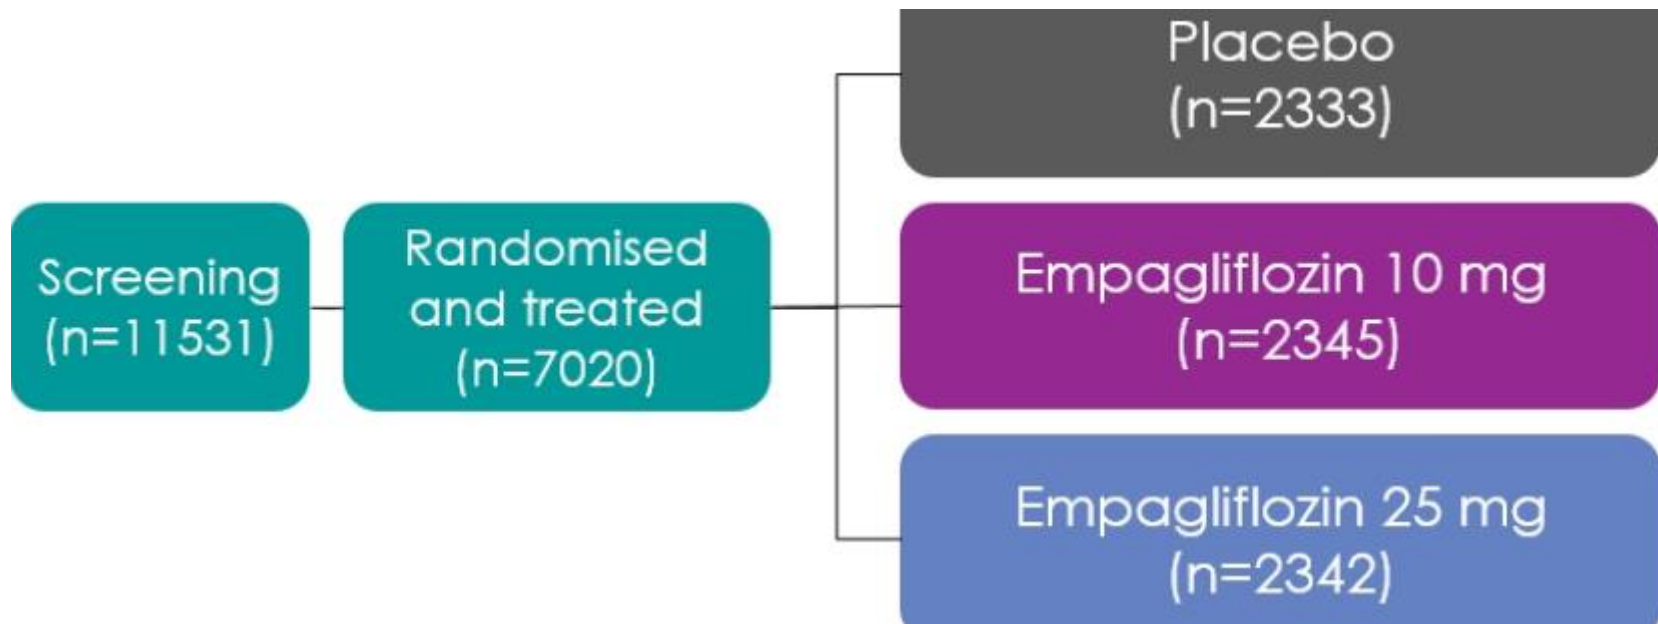 Screening
(n=11531)
Randomised
and treated
(n=7020)
Placebo
(n=2333)
Empagliflozin 10 mg
(n=2345)
Empagliflozin 25 mg
(n=2342)